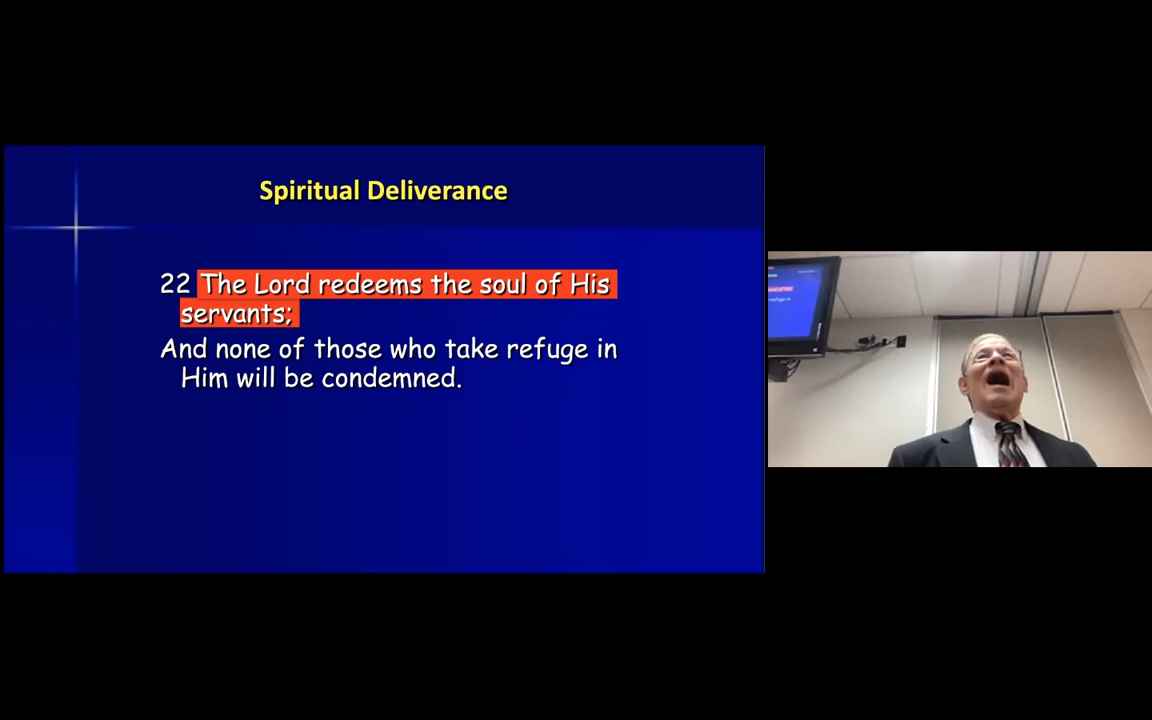 Spiritual Deliverance
22 The Lord redeems the soul of His
servants;
And none of those who take refuge in
Him will be condemned.